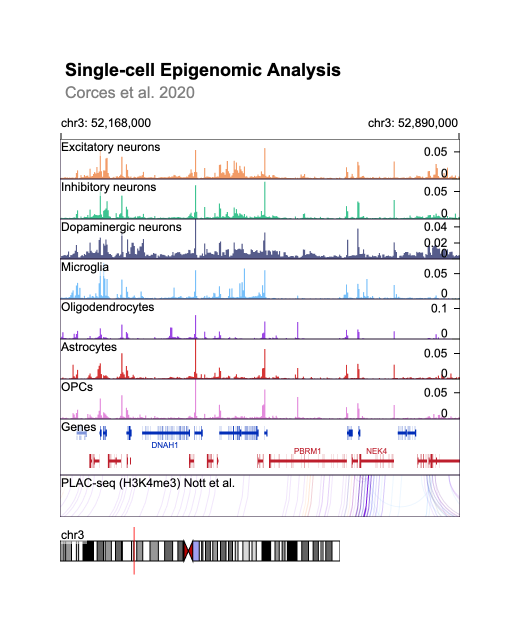 Single-cell Epigenomic Analysis
Corces et al. 2020
chr3: 52,168,000 chr3: 52,890,000
Excitatory neurons 0.05
0
Inhibitory neurons 0.05
0
Dopaminergic neurons 0.04
0.02
0
Microglia 0.05
0
Oligodendrocytes 0.1
0
Astrocytes 0.05
0
OPCs 0.05
0
Genes
DNAH1
PBRM1 NEK4
PLAC-seq (H3K4me3) Nott et al.
chr3